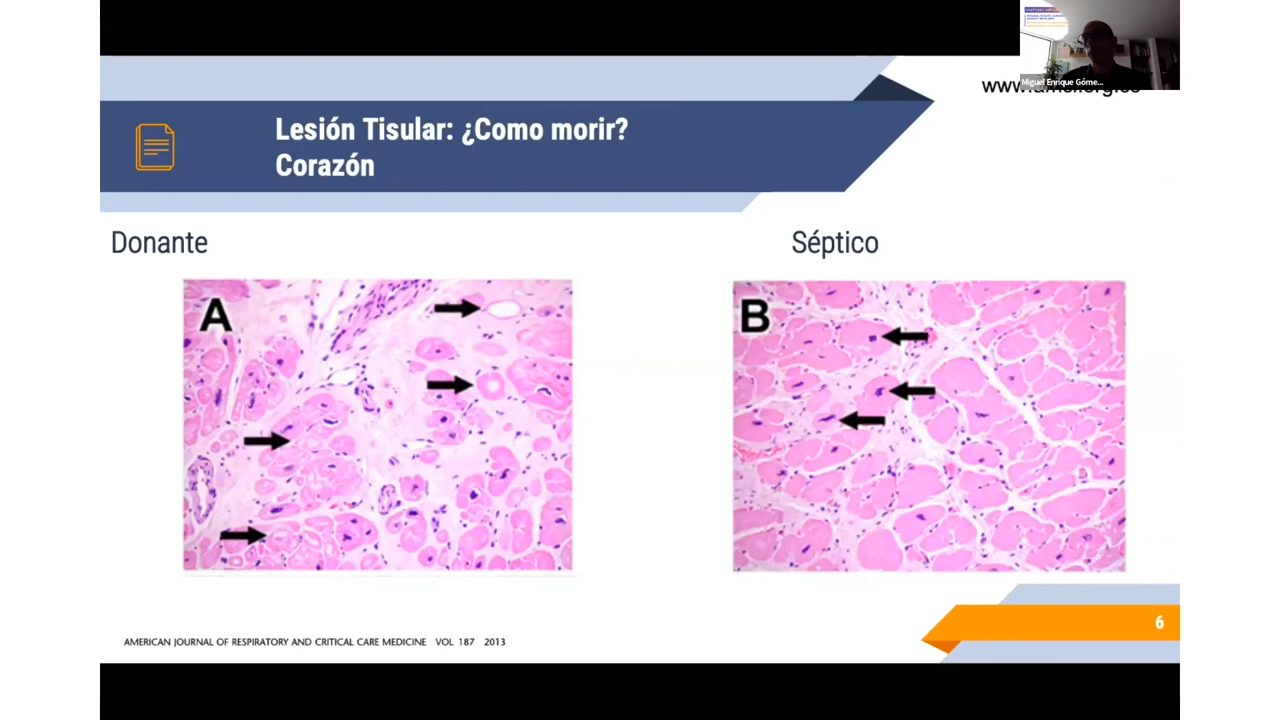 Miguel Enrique Góme...
Lesión Tisular: ¿Como morir?
Corazón
Donante
Séptico
A
B
AMERICAN JOURNAL OF RESPIRATORY AND CRITICAL CARE MEDICINE VOL 187 2013
6